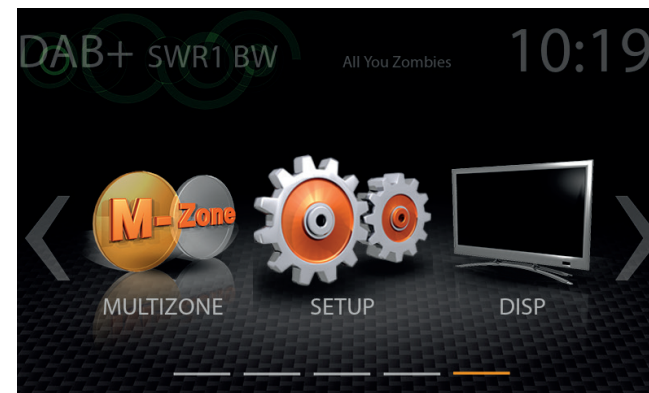 DAB+ SWR1 BW All You Zombies 10:19
M-Zone
MULTIZONE SETUP DISP